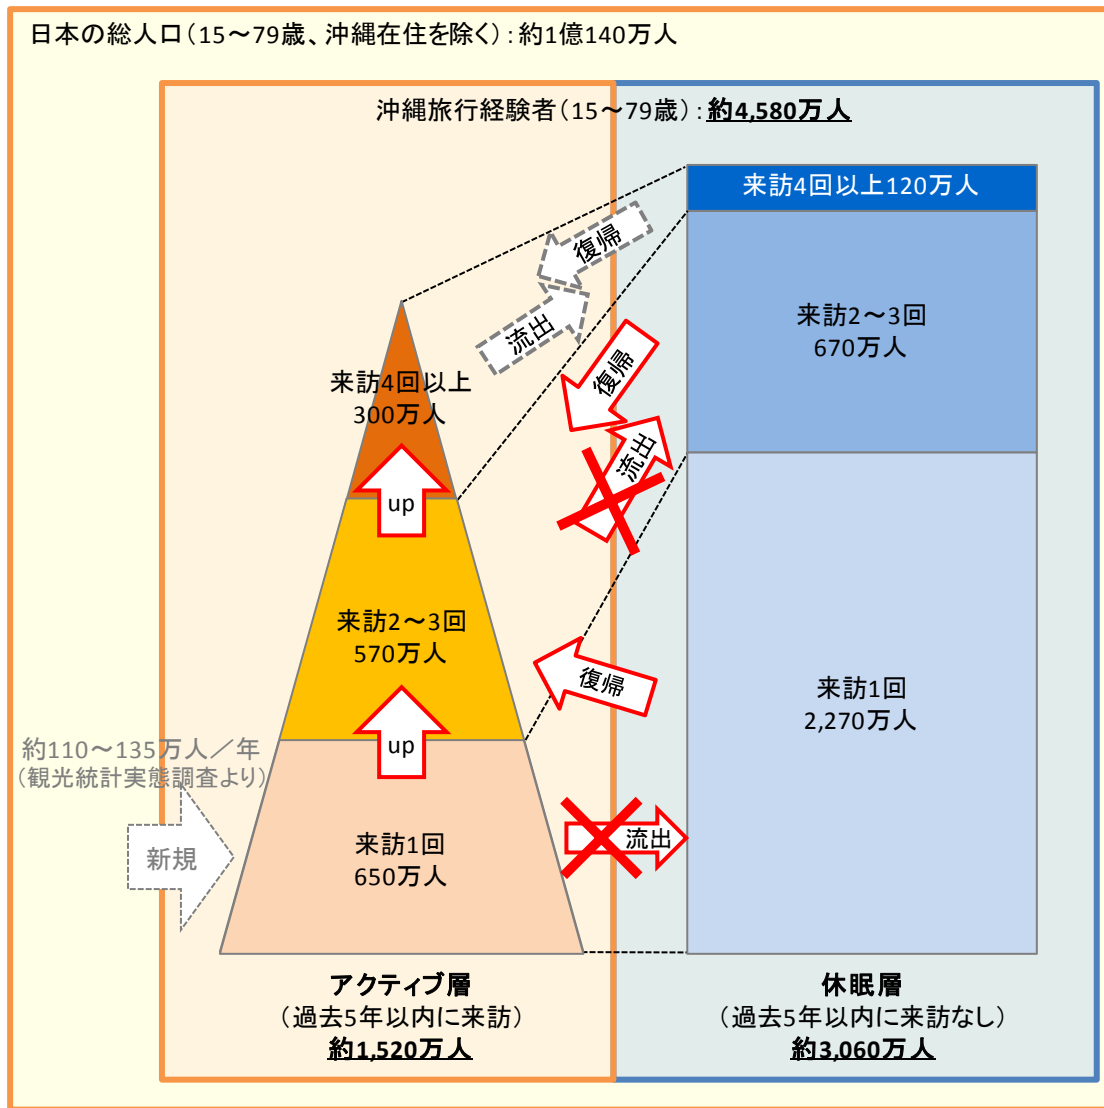 日本の総人口（15～79歳、沖縄在住を除く）：約1億140万人
沖縄旅行経験者（15～79歳）：約4,580万人
来訪4回以上120万人
復帰
流出
来訪2～3回
670万人
復帰
来訪4回以上
300万人
流出
up
来訪2～3回
570万人
復帰
来訪1回
2,270万人
up
約110～135万人／年
（観光統計実態調査より）
新規
来訪1回
650万人
流出
アクティブ層
（過去5年以内に来訪）
約1,520万人
休眠層
（過去5年以内に来訪なし）
約3,060万人